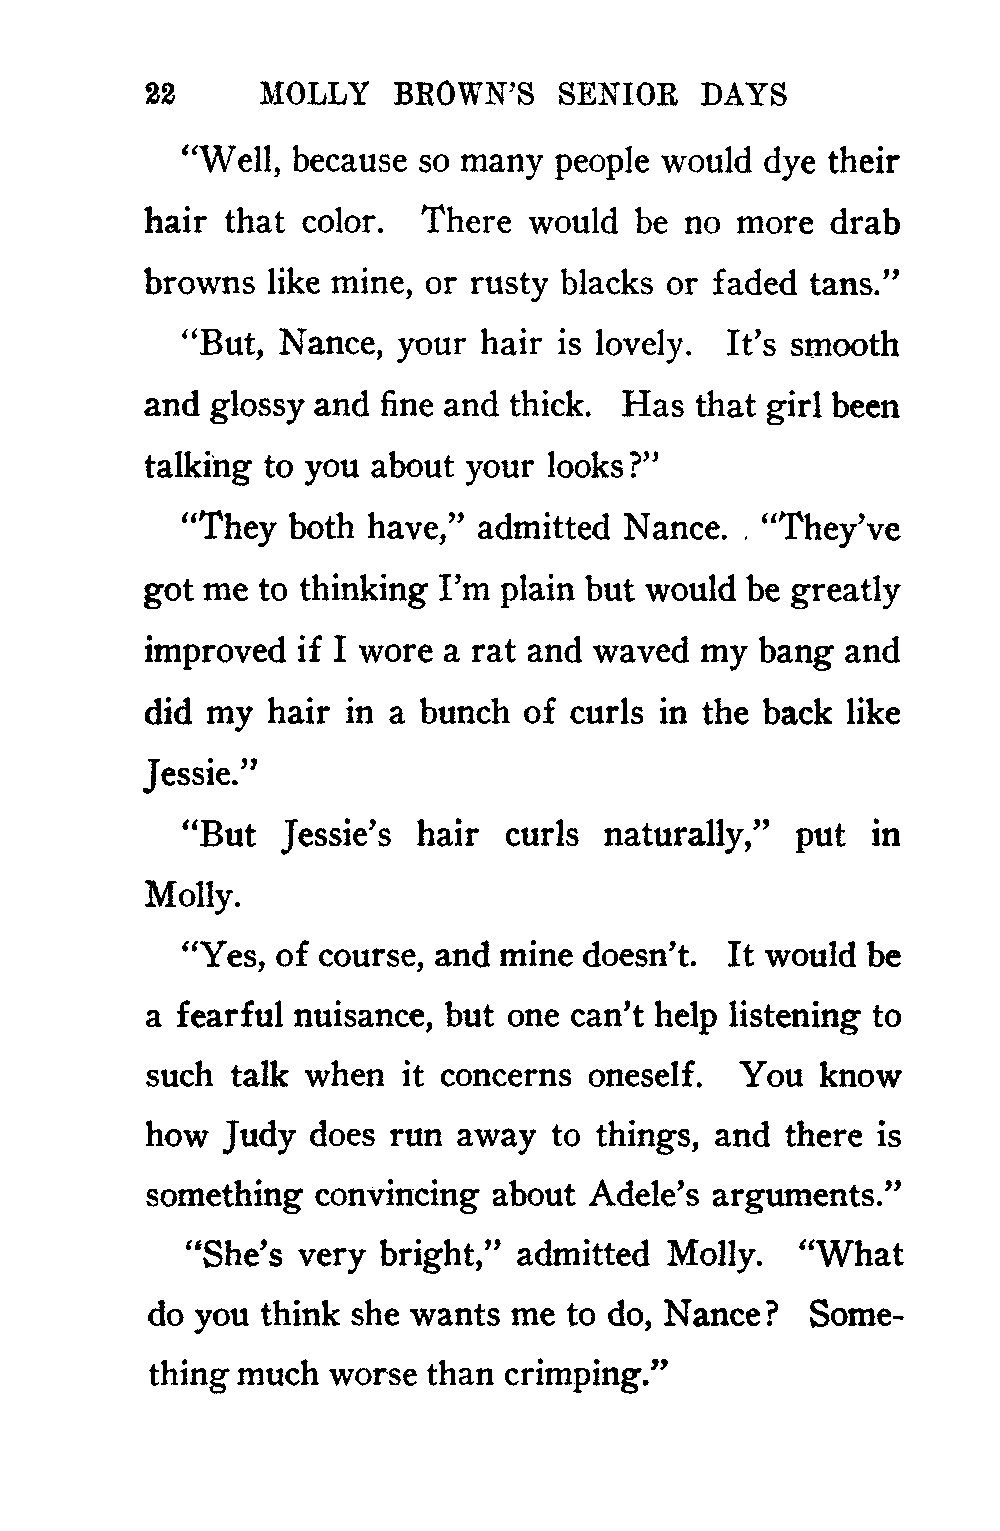 22 MOLLY BROWN'S SENIOR DAYS
"Well, because so many people would dye their
hair that color. There would be no more drab
browns like mine, or rusty blacks or faded tans."
"But, Nance, your hair is lovely. It's smooth
and glossy and fine and thick. Has that girl been
talking to you about your looks?"
"They both have," admitted Nance. "They've
got me to thinking I'm plain but would be greatly
improved if I wore a rat and waved my bang and
did my hair in a bunch of curls in the back like
Jessie."
"But Jessie's hair curls naturally," put in
Molly.
"Yes, of course, and mine doesn't. It would be
a fearful nuisance, but one can't help listening to
such talk when it concerns oneself. You know
how Judy does run away to things, and there is
something convincing about Adele's arguments."
"She's very bright," admitted Molly. "What
do you think she wants me to do, Nance? Some-
thing much worse than crimping."